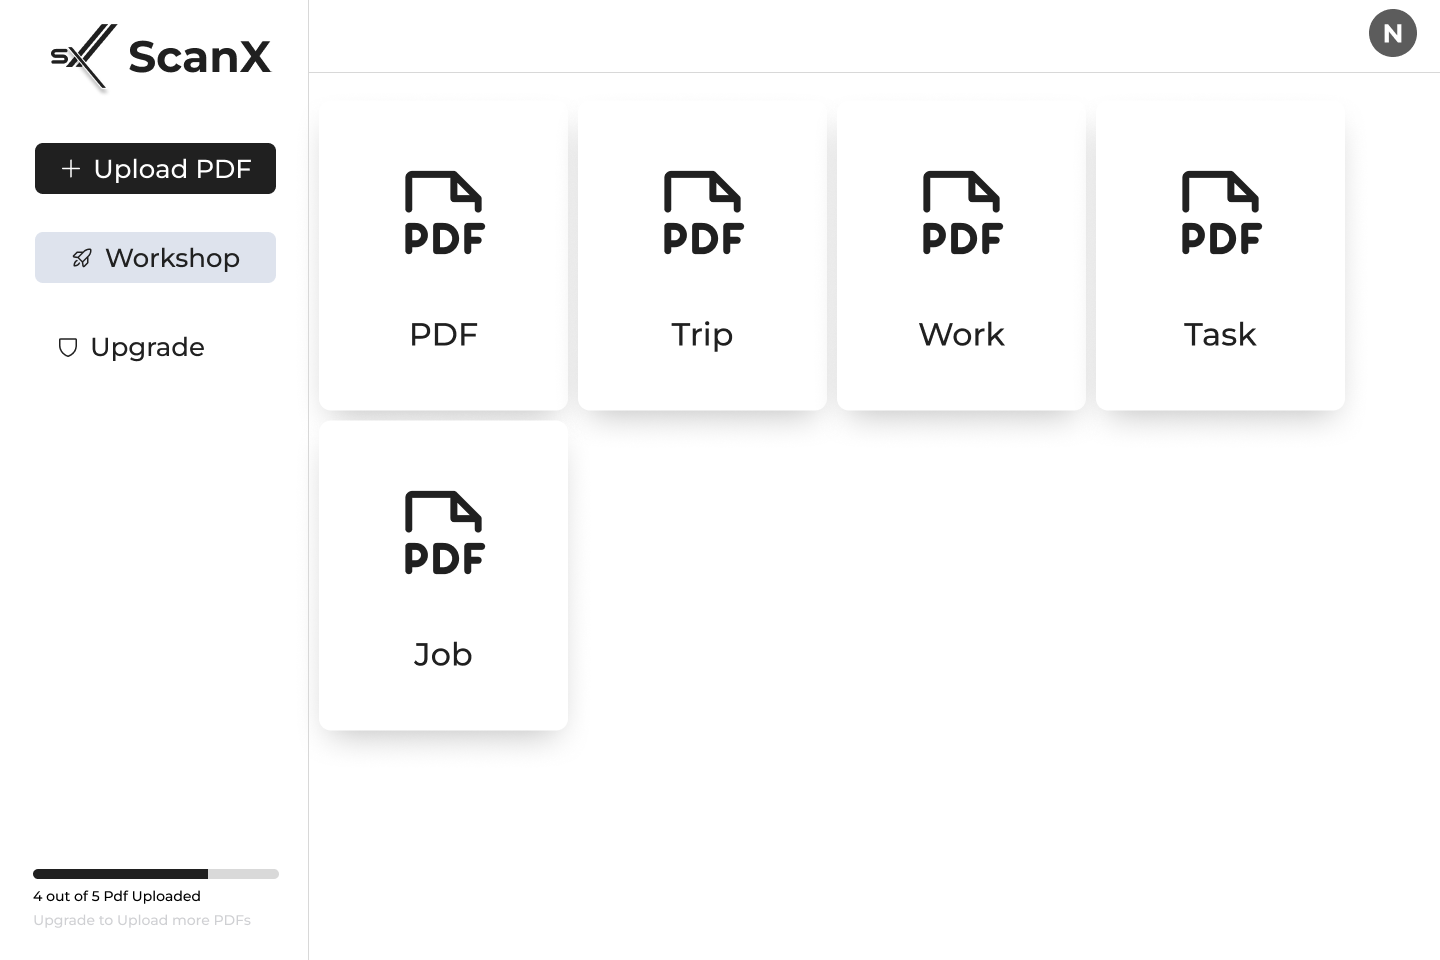 SX ScanX
N
Upload PDF
Workshop
Upgrade
PDF PDF PDF PDF
PDF Trip Work Task
PDF
Job
4 out of 5 Pdf Uploaded
Upgrade to Upload more PDFs